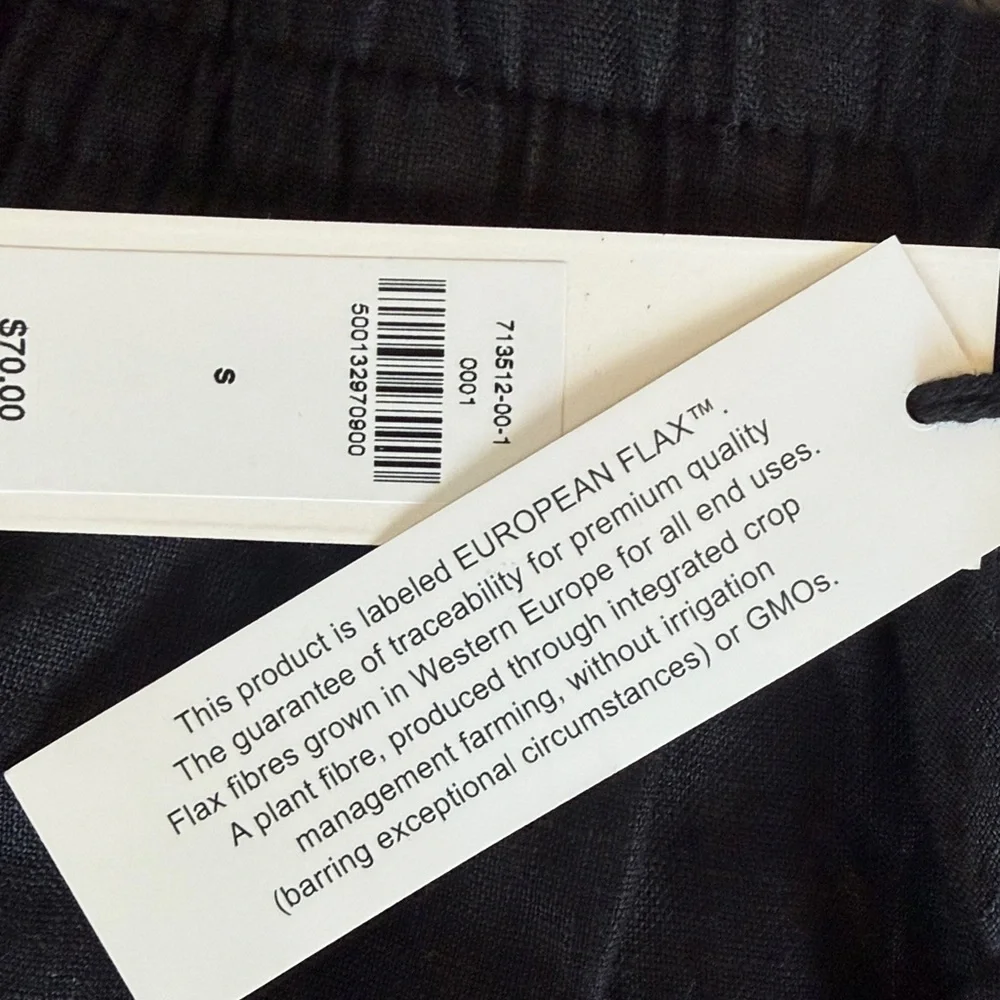 $70.00
S
500132970900
0001
713512-00-1
This product is labeled EUROPEAN FLAX™.
The guarantee of traceability for premium quality
Flax fibres grown in Western Europe for all end uses.
A plant fibre, produced through integrated crop
management farming, without irrigation
(barring exceptional circumstances) or GMOs.